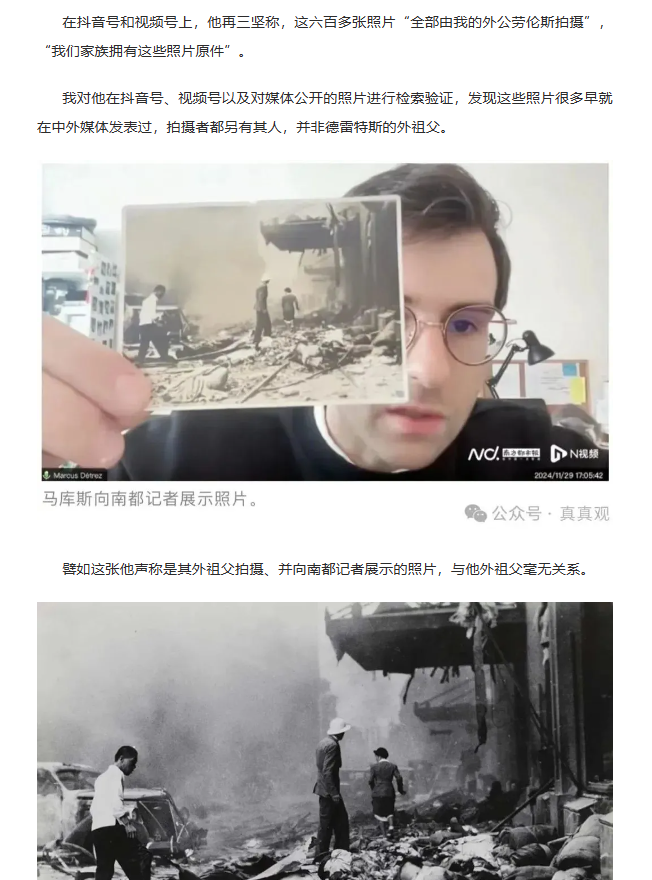 在抖音号和视频号上，他再三坚称，这六百多张照片“全部由我的外公劳伦斯拍摄”，
“我们家族拥有这些照片原件”。
我对他在抖音号、视频号以及对媒体公开的照片进行检索验证，发现这些照片很多早就
在中外媒体发表过，拍摄者都另有其人，并非德雷特斯的外祖父。
Marcus Détrez
N视频
2024/11/29 17:05:42
马库斯向南都记者展示照片。
公众号 · 真真观
譬如这张他声称是其外祖父拍摄、并向南都记者展示的照片，与他外祖父毫无关系。